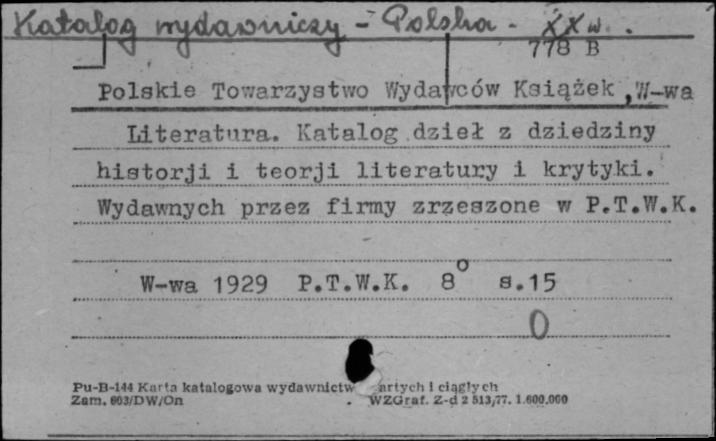 Katalog wydawniczy - Polska - XX w.
778 B
Polskie Towarzystwo Wydawców Książek, W-wa
Literatura. Katalog dzieł z dziedziny
historji i teorji literatury i krytyki.
Wydawnych przez firmy zrzeszone w P.T.W.K.
W-wa 1929 P.T.W.K. 8° s.15
0
Pu-B-144 Karta katalogowa wydawnictw artych i ciągłych
Zam. 603/DW/On WZGraf. Z-d 2 513/77. 1.600.000